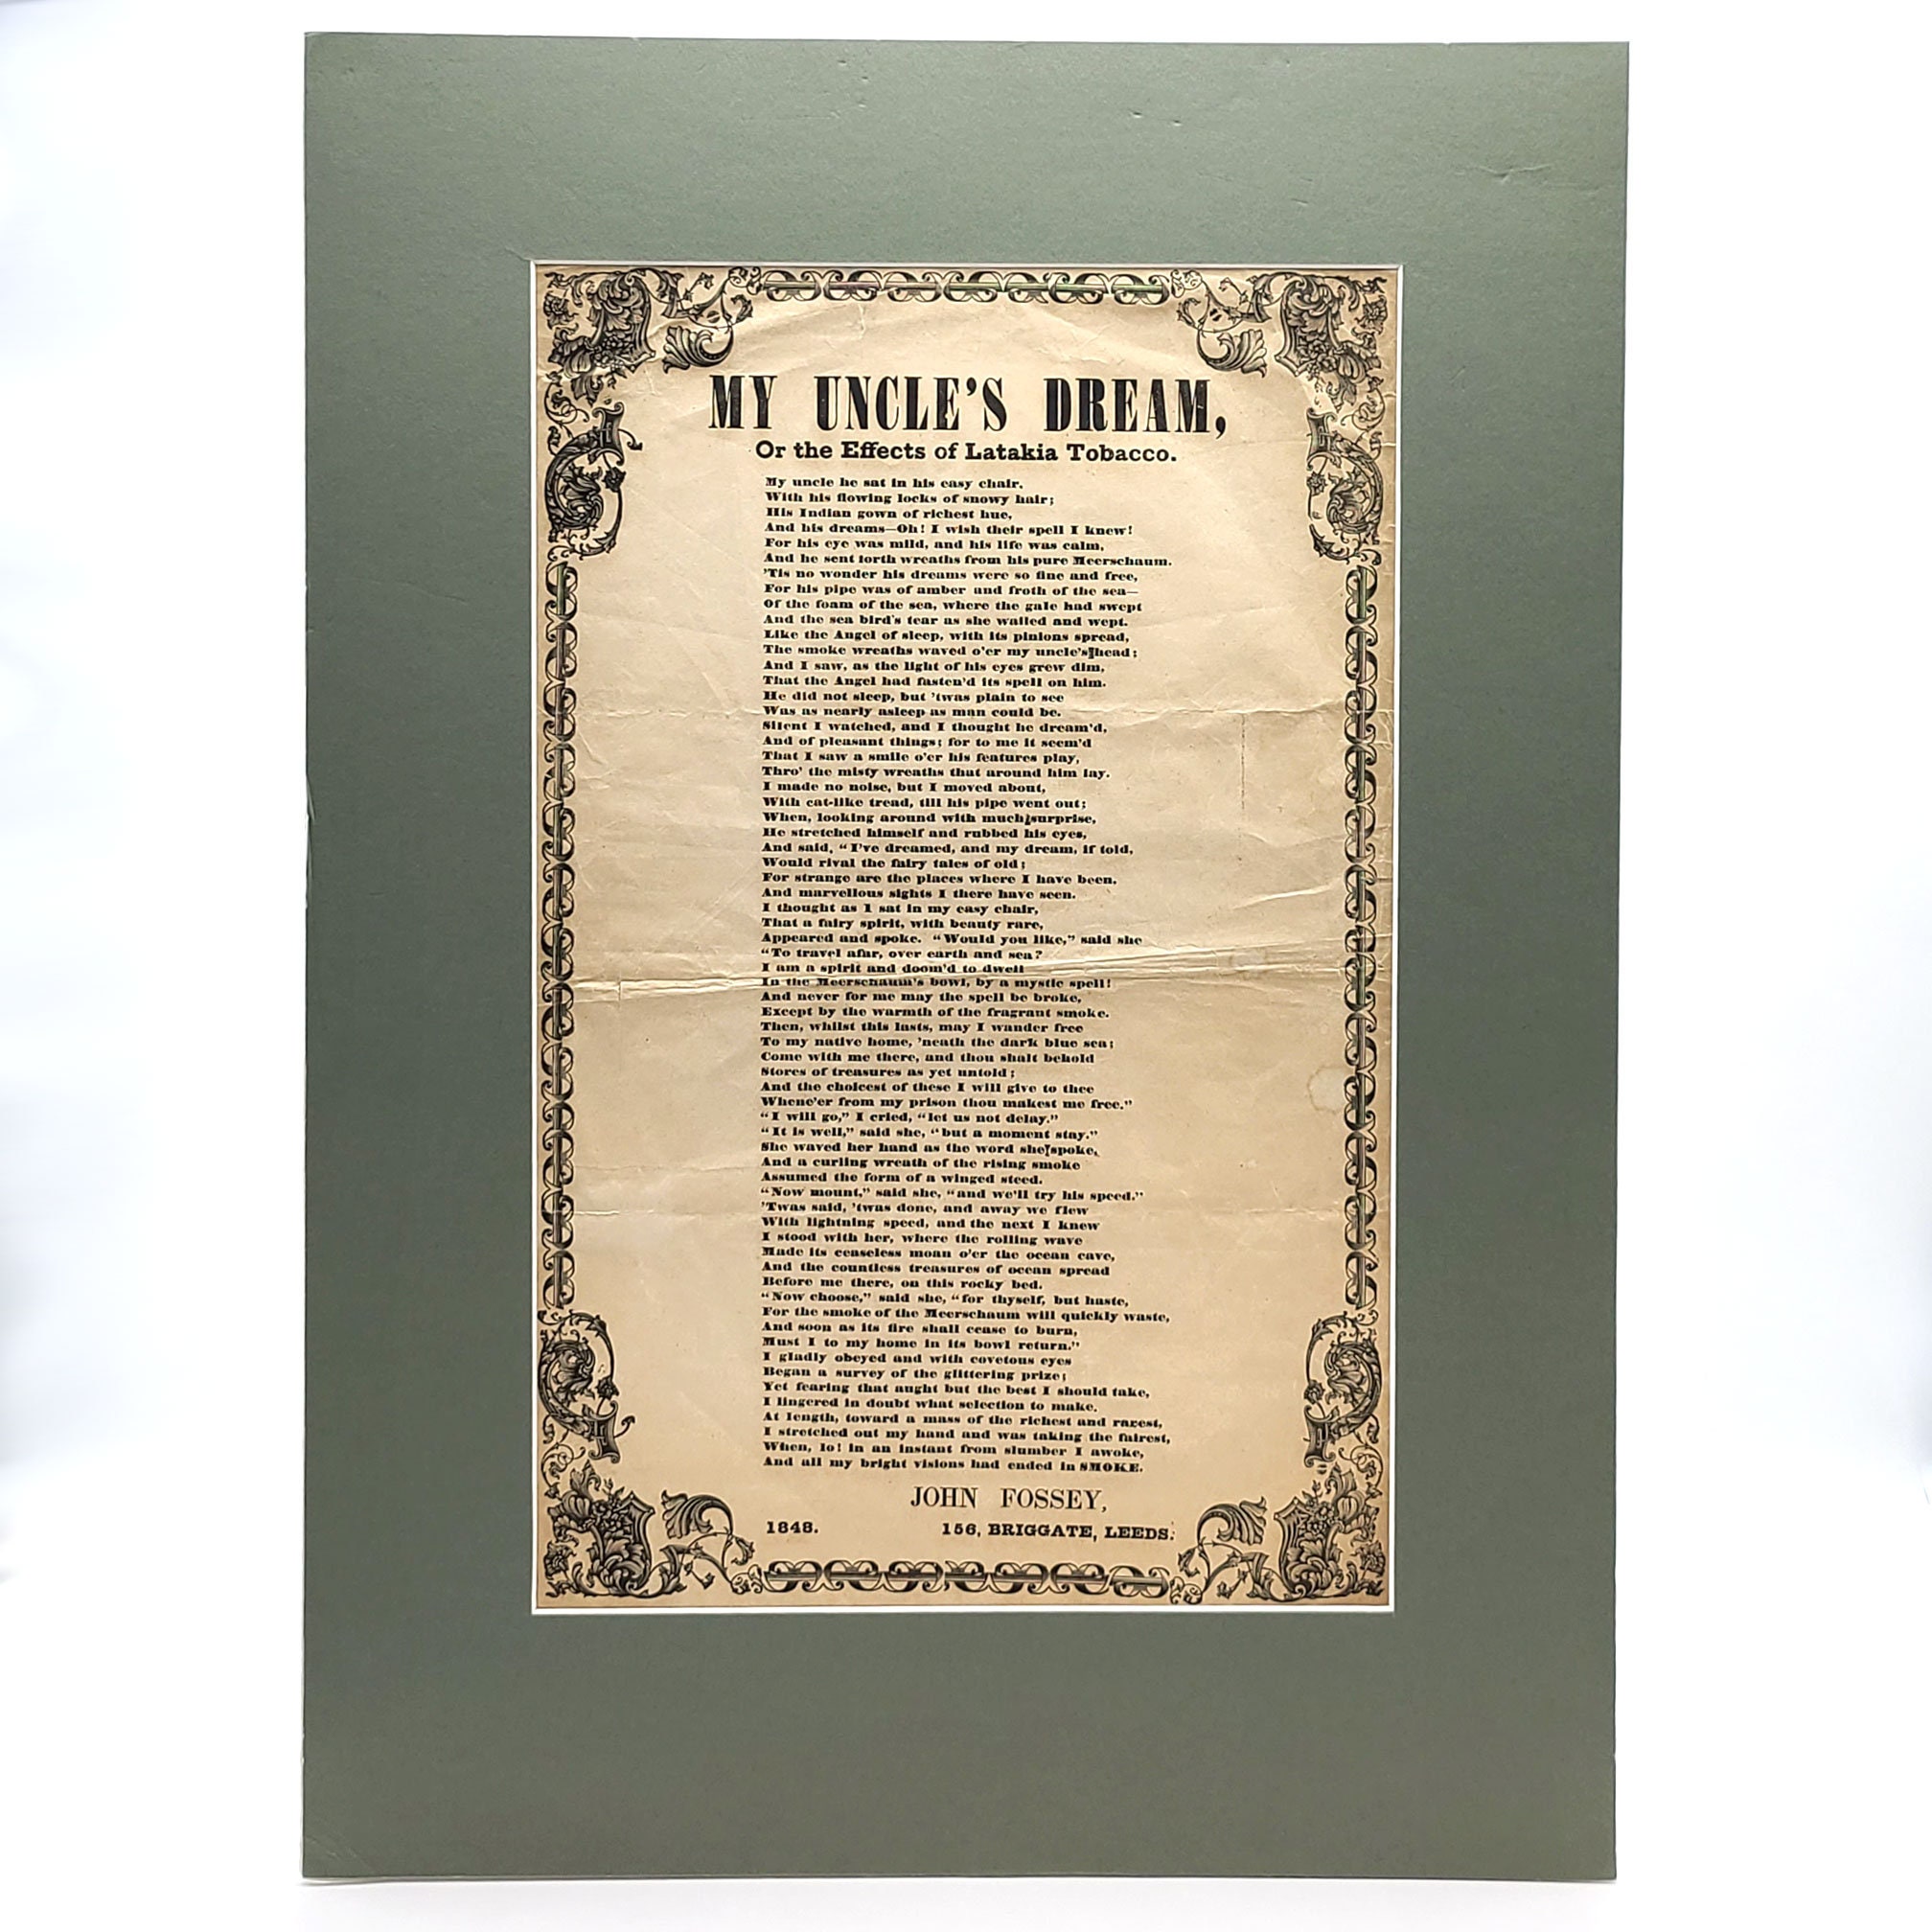 MY UNCLE'S DREAM,
Or the Effects of Latakia Tobacco.
My uncle he sat in his easy chair,
With his flowing locks of snowy hair;
His Indian gown of richest hue,
And his dreams—Oh! I wish their spell I knew!
For his eye was mild, and his life was calm,
And he sent forth wreaths from his pure Meerschaum.
'Tis no wonder his dreams were so fine and free,
For his pipe was of amber and froth of the sea—
Of the foam of the sea, where the gale had swept
And the sea bird's tear as she wailed and wept.
Like the Angel of sleep, with its pinions spread,
The smoke wreaths waved o'er my uncle's head;
And I saw, as the light of his eyes grew dim,
That the Angel had fasten'd its spell on him.
He did not sleep, but 'twas plain to see
Was as nearly asleep as man could be.
Silent I watched, and I thought he dream'd,
And of pleasant things; for to me it seem'd
That I saw a smile o'er his features play,
Thro' the misty wreaths that around him lay.
I made no noise, but I moved about,
With cat-like tread, till his pipe went out;
When, looking around with much surprise,
He stretched himself and rubbed his eyes,
And said, "I've dreamed, and my dream, if told,
Would rival the fairy tales of old;
For strange are the places where I have been,
And marvellous sights I there have seen.
I thought as I sat in my easy chair,
That a fairy spirit, with beauty rare,
Appeared and spoke. "Would you like," said she
"To travel afar, over earth and sea?
I am a spirit and doom'd to dwell
In the Meerschaum's bowl, by a mystic spell!
And never for me may the spell be broke,
Except by the warmth of the fragrant smoke.
Then, whilst this lasts, may I wander free
To my native home, 'neath the dark blue sea;
Come with me there, and thou shalt behold
Stores of treasures as yet untold;
And the choicest of these I will give to thee
Whene'er from my prison thou makest me free."
"I will go," I cried, "let us not delay."
"It is well," said she, "but a moment stay."
She waved her hand as the word she spoke,
And a curling wreath of the rising smoke
Assumed the form of a winged steed.
"Now mount," said she, "and we'll try his speed."
'Twas said, 'twas done, and away we flew
With lightning speed, and the next I knew
I stood with her, where the rolling wave
Made its ceaseless moan o'er the ocean cave,
And the countless treasures of ocean spread
Before me there, on this rocky bed.
"Now choose," said she, "for thyself, but haste,
For the smoke of the Meerschaum will quickly waste,
And soon as its fire shall cease to burn,
Must I to my home in its bowl return."
I gladly obeyed and with covetous eyes
Began a survey of the glittering prize;
Yet fearing that aught but the best I should take,
I lingered in doubt what selection to make.
At length, toward a mass of the richest and rarest,
I stretched out my hand and was taking the fairest,
When, lo! in an instant from slumber I awoke,
And all my bright visions had ended in SMOKE.
JOHN FOSSEY,
1848. 156, BRIGGATE, LEEDS.